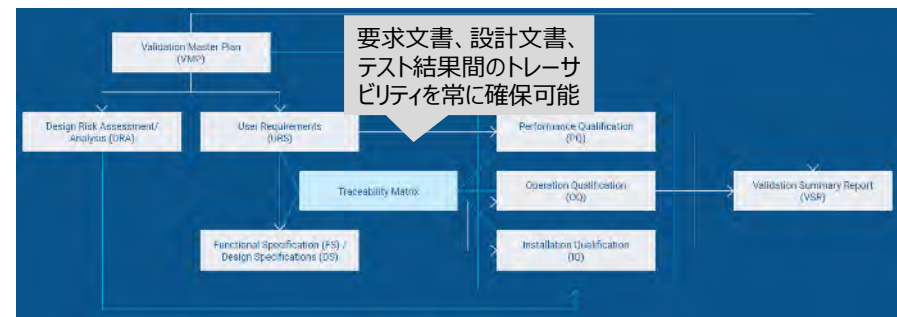 Validation Master Plan
(VMP)
要求文書、設計文書、
テスト結果間のトレーサ
ビリティを常に確保可能
Design Risk Assessment/
Analysis (DRA)
User Requirements
(URS)
Performance Qualification
(PQ)
Traceability Matrix
Operation Qualification
(OQ)
Validation Summary Report
(VSR)
Functional Specification (FS) /
Design Specifications (DS)
Installation Qualification
(IQ)